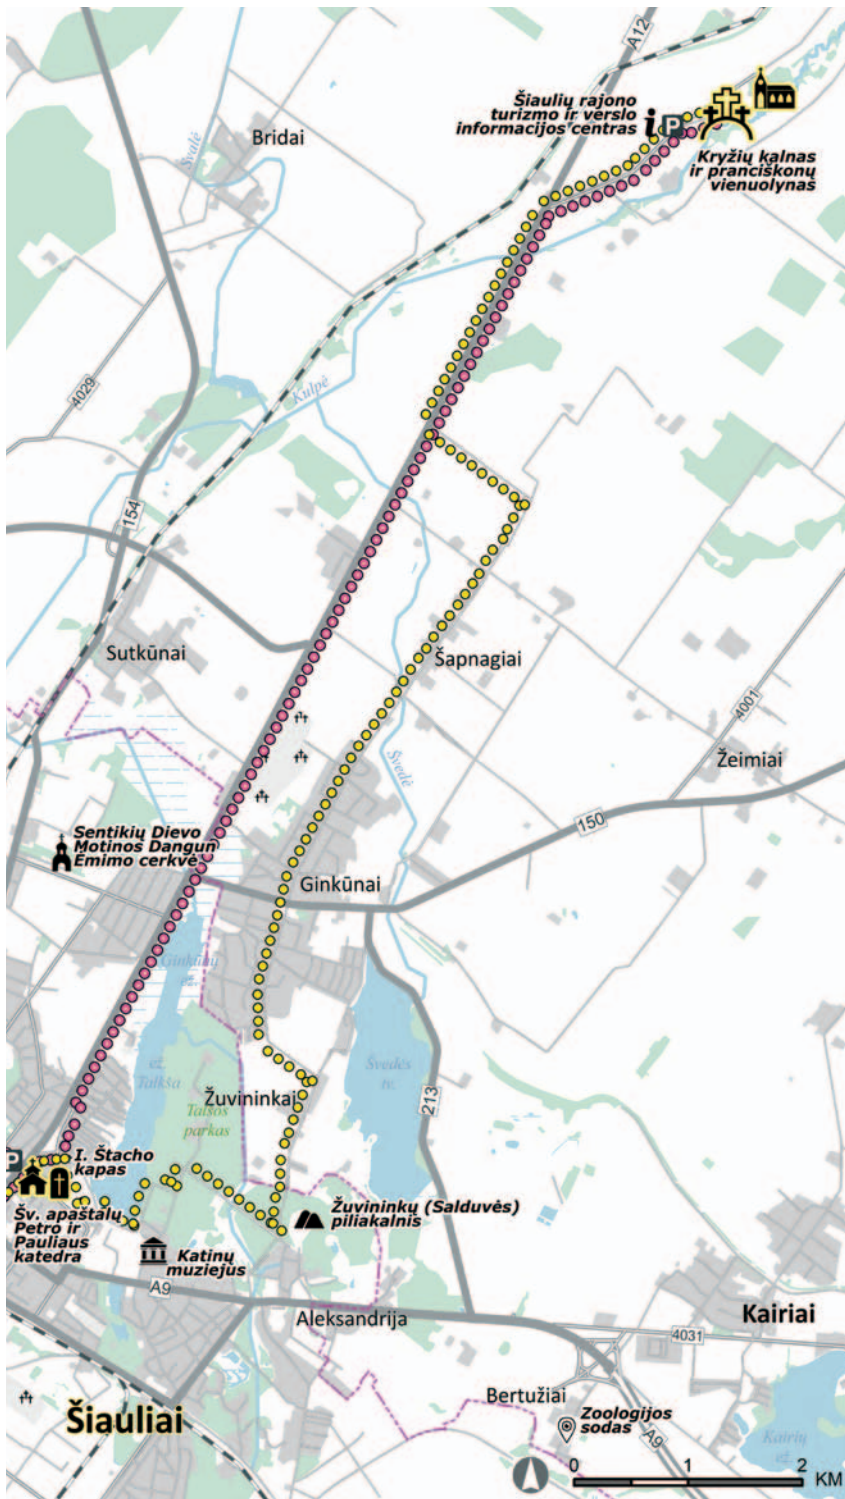 A12
Šiaulių rajono
turizmo ir verslo
informacijos centras
P
Kryžių kalnas
ir pranciškonų
vienuolynas
Švalė
Bridai
4029
Kulpė
154
Sutkūnai
Šapnagiai
4001
Švedė
Žeimiai
150
Sentikių Dievo
Motinos Dangun
Ėmimo cerkvė
Ginkūnai
Ginkūnų
ež.
ež.
Talkša
Švedės
tv.
Žuvininkai
Talšos
parkas
213
P
I. Štacho
kapas
Šv. apaštalų
Petro ir
Pauliaus
katedra
Žuvininkų (Salduvės)
piliakalnis
Katinų
muziejus
A9
Aleksandrija
Kairiai
4031
Bertužiai
Šiauliai
Zoologijos
sodas
A9
Kairių
ež.
0 1 2
KM